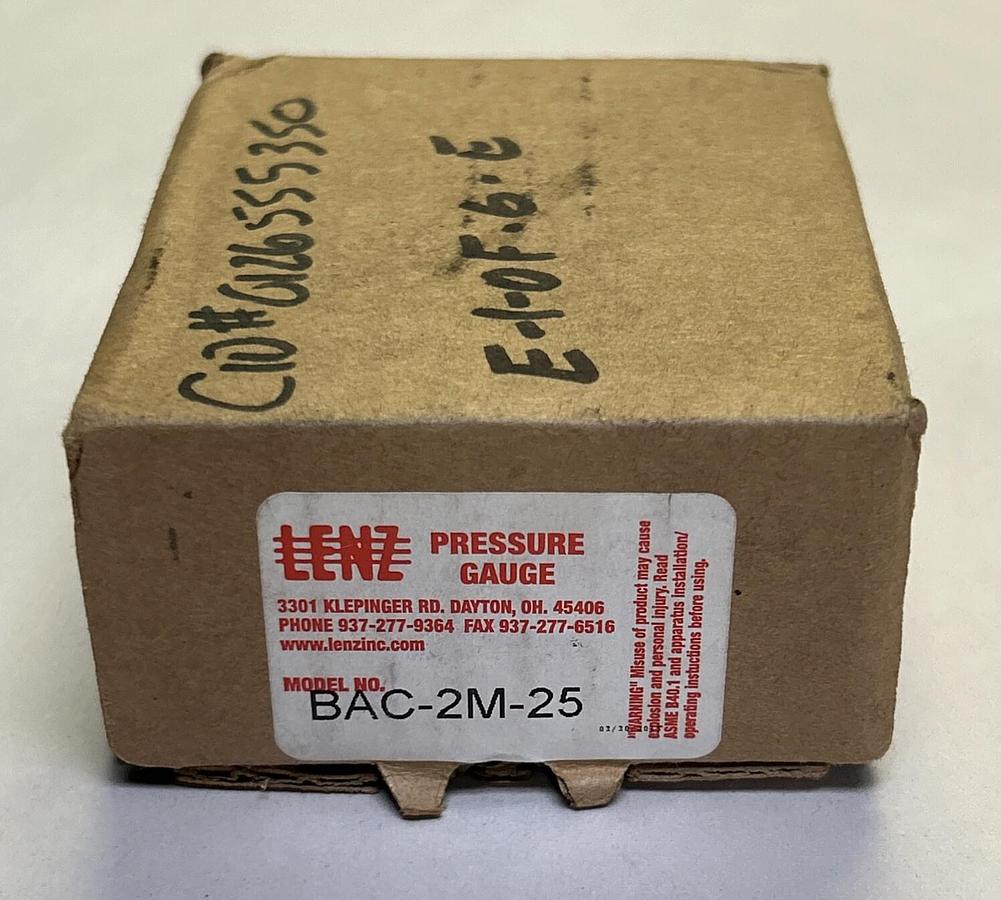 CID# G1265SS350
E-1-0F.6.E
LENZ
PRESSURE
GAUGE
3301 KLEPINGER RD. DAYTON, OH. 45406
PHONE 937-277-9364 FAX 937-277-6516
www.lenzinc.com
MODEL NO.
BAC-2M-25
"WARNING" Misuse of product may cause
explosion and personal injury. Read
ASME B40.1 and apparatus installation/
operating instuctions before using.